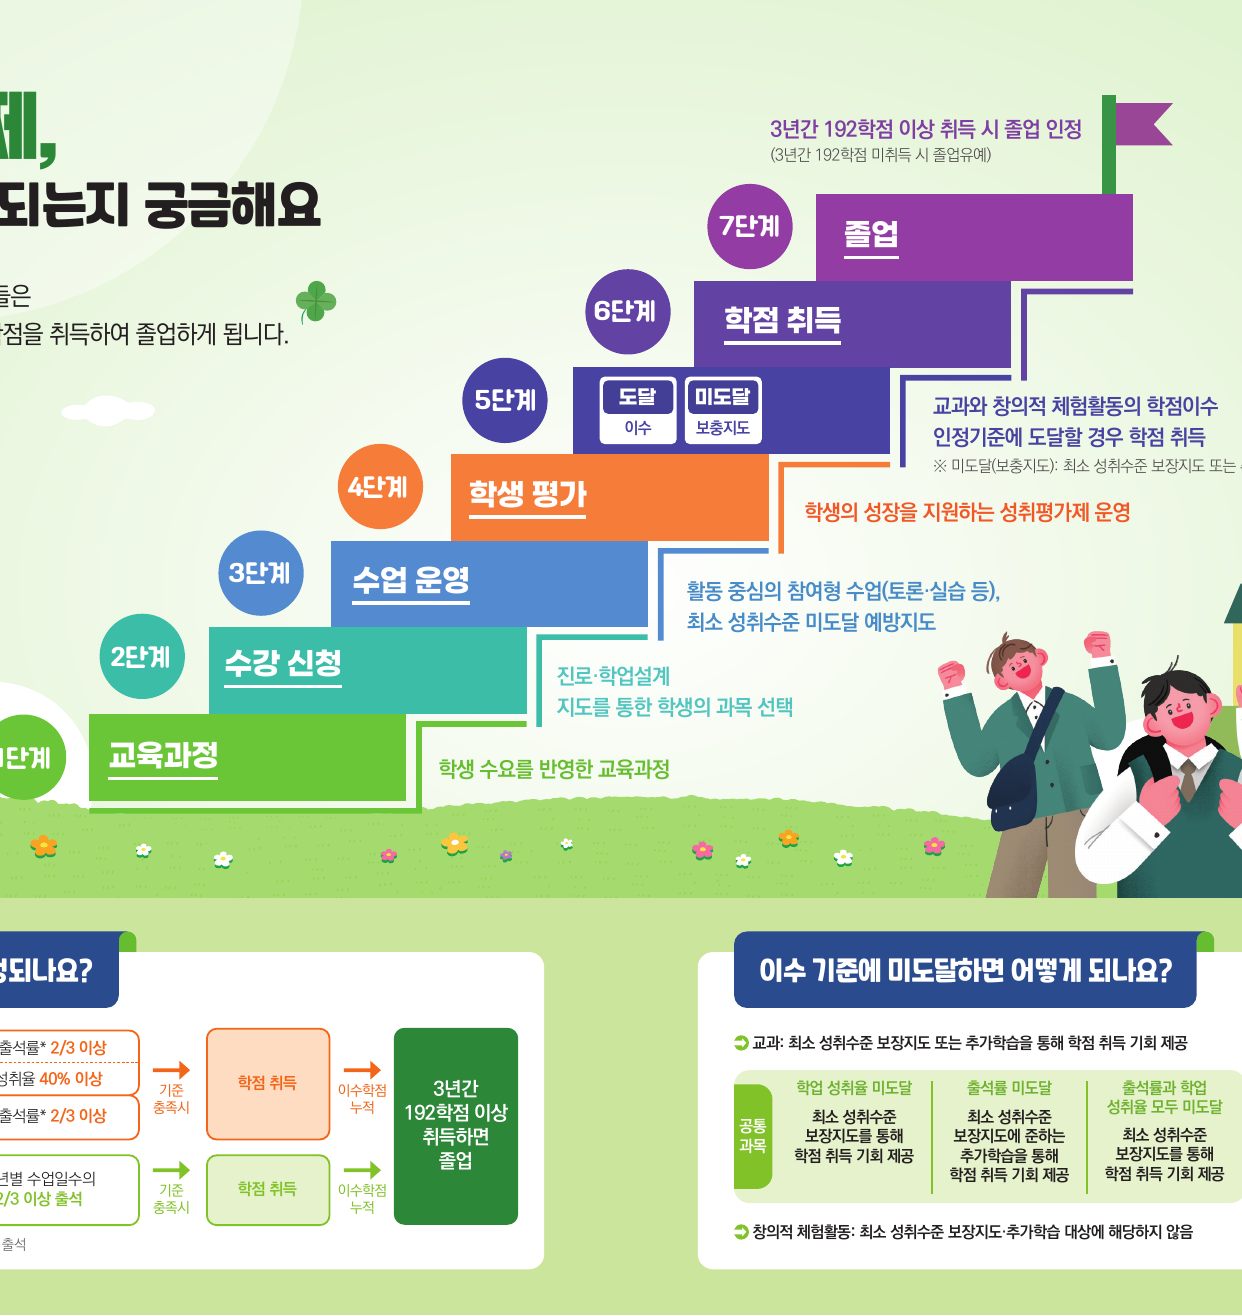 제,
되는지 궁금해요
들은
학점을 취득하여 졸업하게 됩니다.
3년간 192학점 이상 취득 시 졸업 인정
(3년간 192학점 미취득 시 졸업유예)
7단계
졸업
6단계
학점 취득
5단계
도달
이수
미도달
보충지도
교과와 창의적 체험활동의 학점이수
인정기준에 도달할 경우 학점 취득
※ 미도달(보충지도): 최소 성취수준 보장지도 또는
4단계
학생 평가
학생의 성장을 지원하는 성취평가제 운영
3단계
수업 운영
활동 중심의 참여형 수업(토론·실습 등),
최소 성취수준 미도달 예방지도
2단계
수강 신청
진로·학업설계
지도를 통한 학생의 과목 선택
1단계
교육과정
학생 수요를 반영한 교육과정
정되나요?
출석률* 2/3 이상
성취율 40% 이상
출석률* 2/3 이상
기준
충족시
학점 취득
이수학점
누적
3년간
192학점 이상
취득하면
졸업
년별 수업일수의
2/3 이상 출석
기준
충족시
학점 취득
이수학점
누적
출석
이수 기준에 미도달하면 어떻게 되나요?
교과: 최소 성취수준 보장지도 또는 추가학습을 통해 학점 취득 기회 제공
공통
과목
학업 성취율 미도달
최소 성취수준
보장지도를 통해
학점 취득 기회 제공
출석률 미도달
최소 성취수준
보장지도에 준하는
추가학습을 통해
학점 취득 기회 제공
출석률과 학업
성취율 모두 미도달
최소 성취수준
보장지도를 통해
학점 취득 기회 제공
창의적 체험활동: 최소 성취수준 보장지도·추가학습 대상에 해당하지 않음